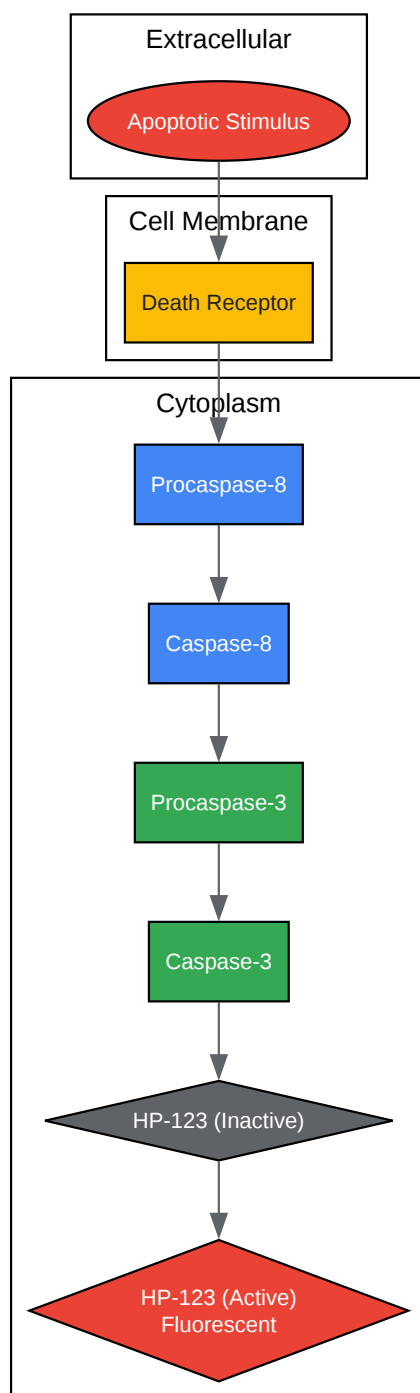 Extracellular
Apoptotic Stimulus
Cell Membrane
Death Receptor
Cytoplasm
Procaspase-8
Caspase-8
Procaspase-3
Caspase-3
HP-123 (Inactive)
HP-123 (Active)
Fluorescent